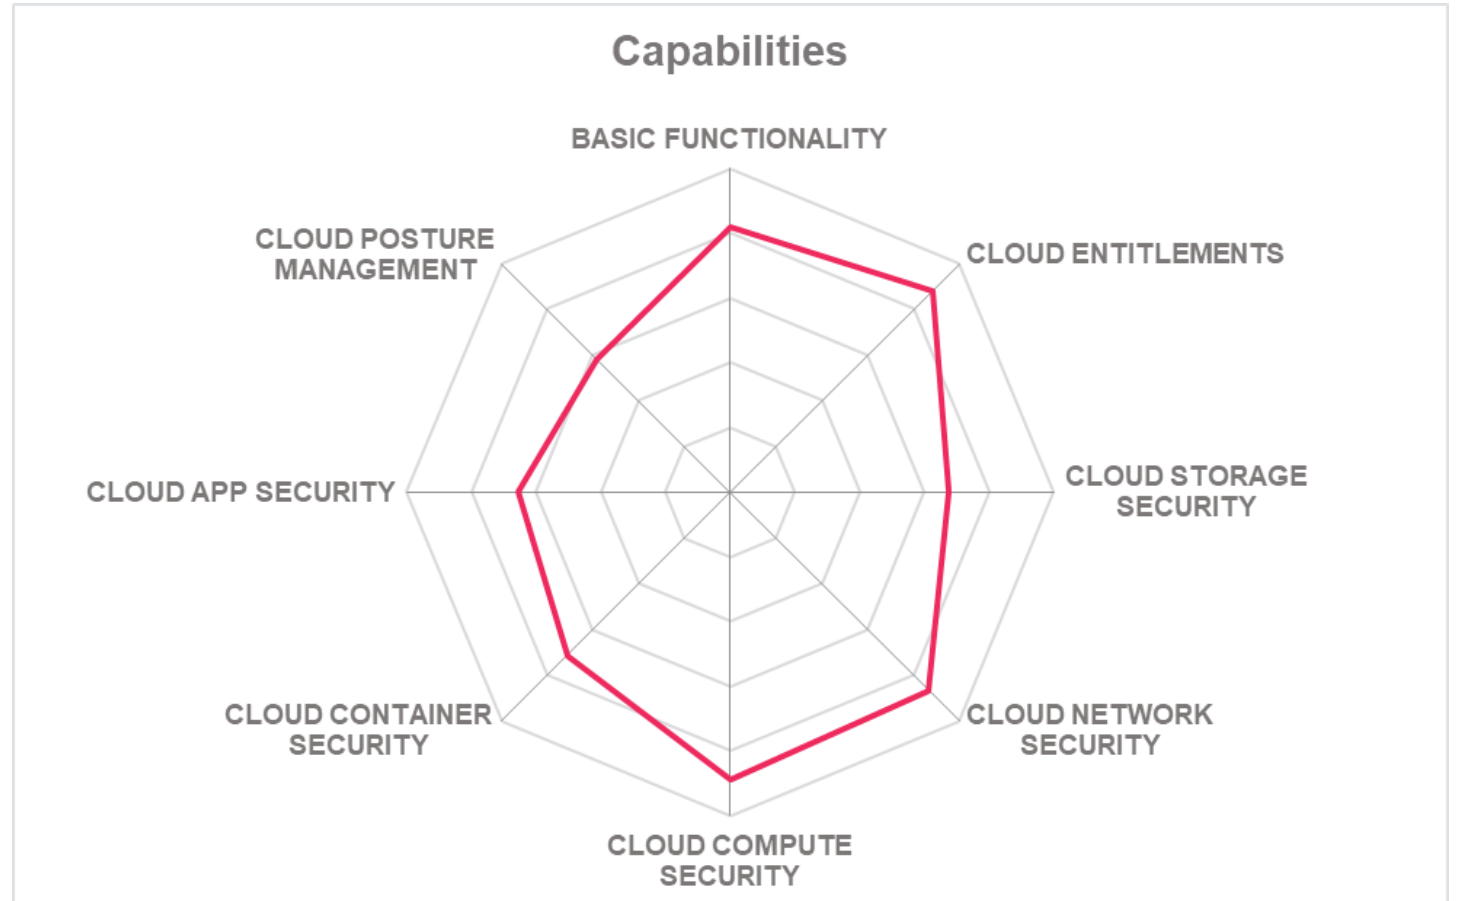 Capabilities
BASIC FUNCTIONALITY
CLOUD POSTURE
MANAGEMENT
CLOUD ENTITLEMENTS
CLOUD APP SECURITY
CLOUD STORAGE
SECURITY
CLOUD CONTAINER
SECURITY
CLOUD NETWORK
SECURITY
CLOUD COMPUTE
SECURITY